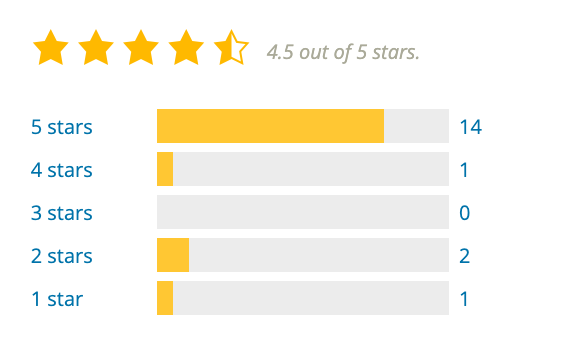 4.5 out of 5 stars.
5 stars 14
4 stars 1
3 stars 0
2 stars 2
1 star 1